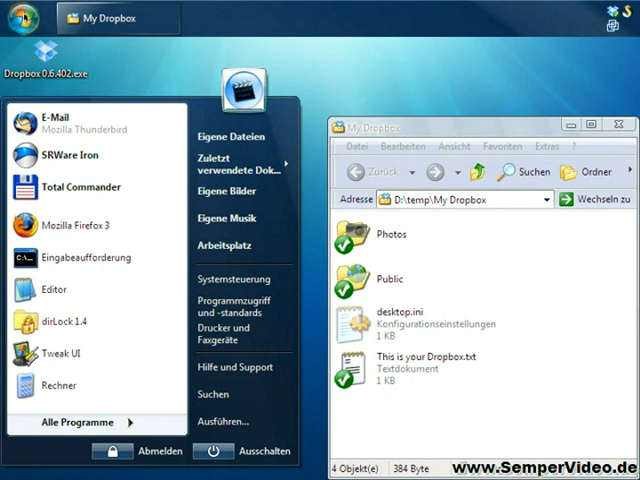 My Dropbox
Dropbox 0.6.402.exe
E-Mail
Mozilla Thunderbird
SRWare Iron
Total Commander
Mozilla Firefox 3
C:\...
Eingabeaufforderung
Editor
dirLock 1.4
Tweak UI
Rechner
Alle Programme
Eigene Dateien
Zuletzt
verwendete Dok...
Eigene Bilder
Eigene Musik
Arbeitsplatz
Systemsteuerung
Programmzugriff
und -standards
Drucker und
Faxgeräte
Hilfe und Support
Suchen
Ausführen...
Abmelden
Ausschalten
My Dropbox
Datei Bearbeiten Ansicht Favoriten Extras ?
Zurück Suchen Ordner
Adresse D:\temp\My Dropbox Wechseln zu
Photos
Public
desktop.ini
Konfigurationseinstellungen
1 KB
This is your Dropbox.txt
Textdokument
1 KB
4 Objekt(e) 384 Byte
www.SemperVideo.de